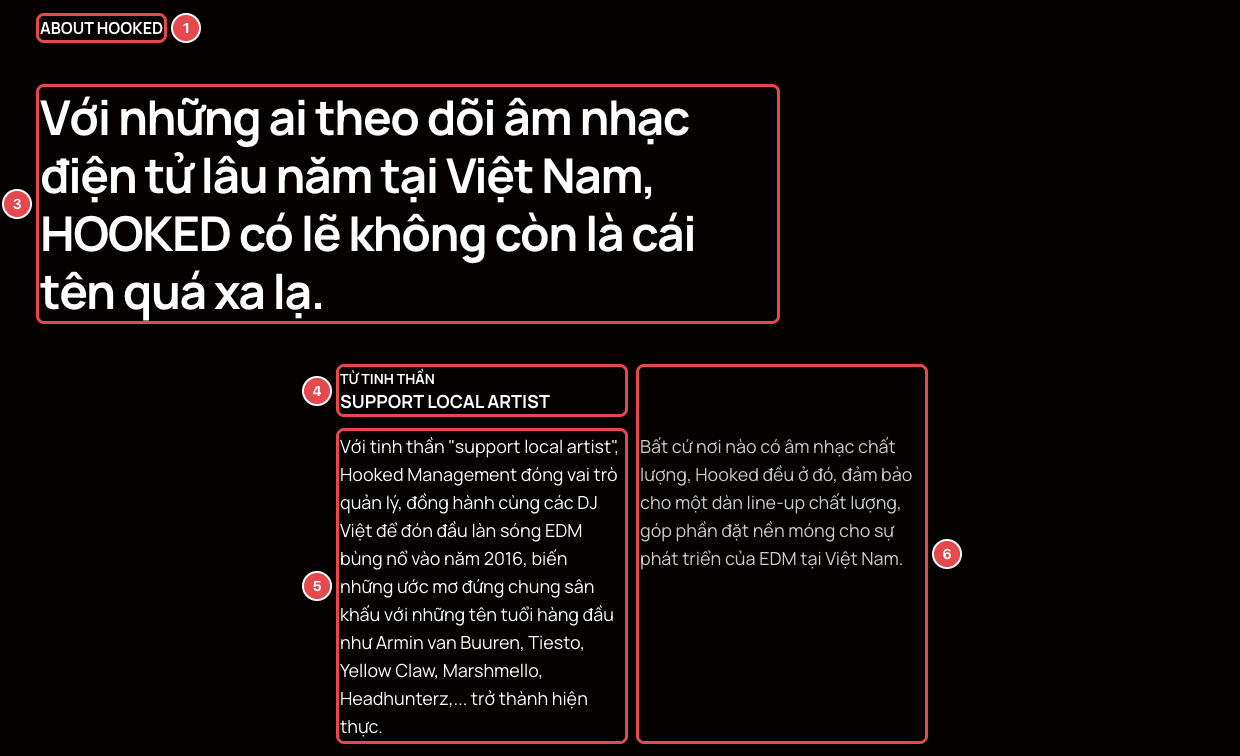 ABOUT HOOKED
1
Với những ai theo dõi âm nhạc
điện tử lâu năm tại Việt Nam,
3
HOOKED có lẽ không còn là cái
tên quá xa lạ.
4
TỪ TINH THẦN
SUPPORT LOCAL ARTIST
Với tinh thần "support local artist",
Hooked Management đóng vai trò
quản lý, đồng hành cùng các DJ
Việt để đón đầu làn sóng EDM
bùng nổ vào năm 2016, biến
những ước mơ đứng chung sân
khấu với những tên tuổi hàng đầu
như Armin van Buuren, Tiesto,
Yellow Claw, Marshmello,
Headhunterz,... trở thành hiện
thực.
5
Bất cứ nơi nào có âm nhạc chất
lượng, Hooked đều ở đó, đảm bảo
cho một dàn line-up chất lượng,
góp phần đặt nền móng cho sự
phát triển của EDM tại Việt Nam.
6